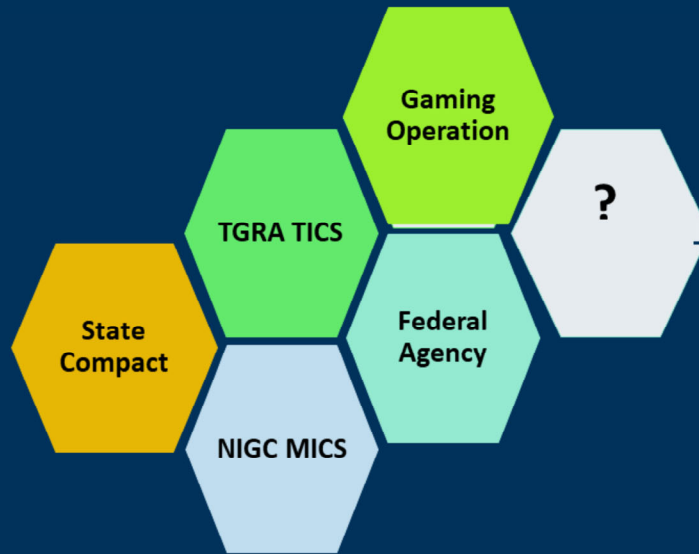 Gaming
Operation
?
TGRA TICS
Federal
Agency
State
Compact
NIGC MICS